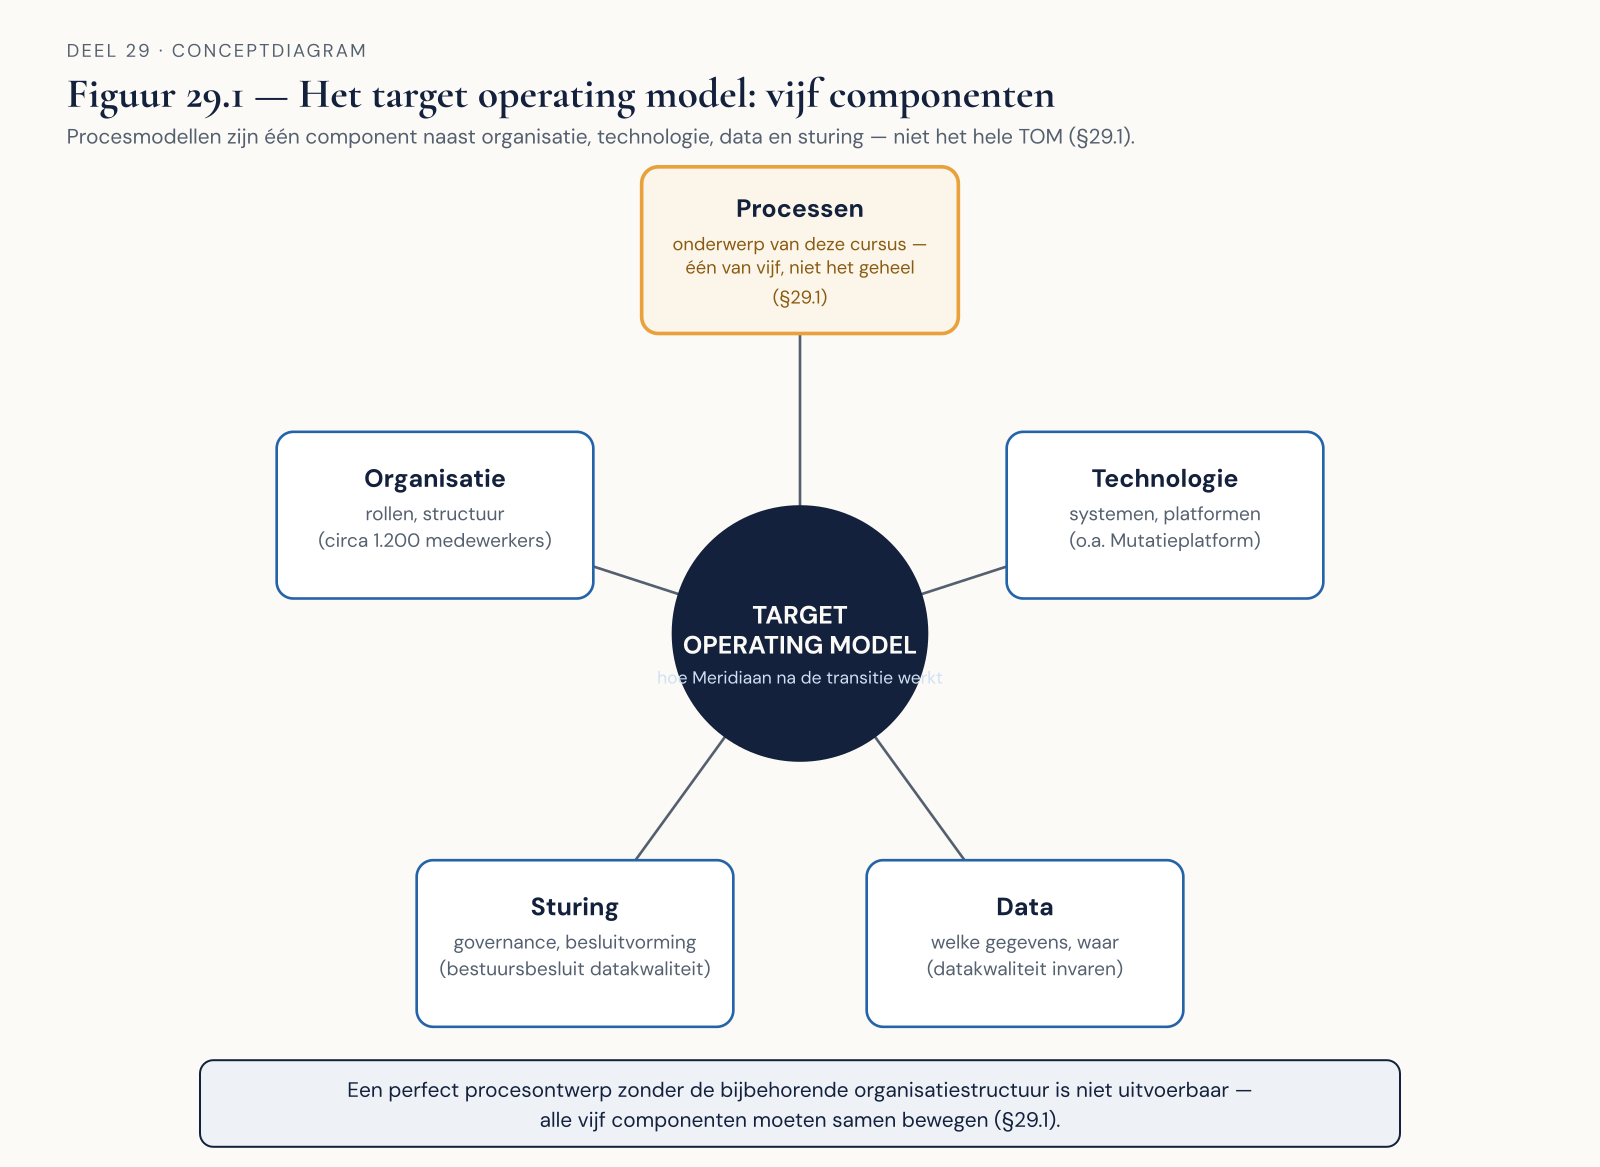 DEEL 29 · CONCEPTDIAGRAM
Figuur 29.1 — Het target operating model: vijf componenten
Procesmodellen zijn één component naast organisatie, technologie, data en sturing — niet het hele TOM (§29.1).
Processen
onderwerp van deze cursus —
één van vijf, niet het geheel
(§29.1)
Organisatie
rollen, structuur
(circa 1.200 medewerkers)
Technologie
systemen, platformen
(o.a. Mutatieplatform)
TARGET
OPERATING MODEL
hoe Meridiaan na de transitie werkt
Sturing
governance, besluitvorming
(bestuursbesluit datakwaliteit)
Data
welke gegevens, waar
(datakwaliteit invaren)
Een perfect procesontwerp zonder de bijbehorende organisatiestructuur is niet uitvoerbaar —
alle vijf componenten moeten samen bewegen (§29.1).